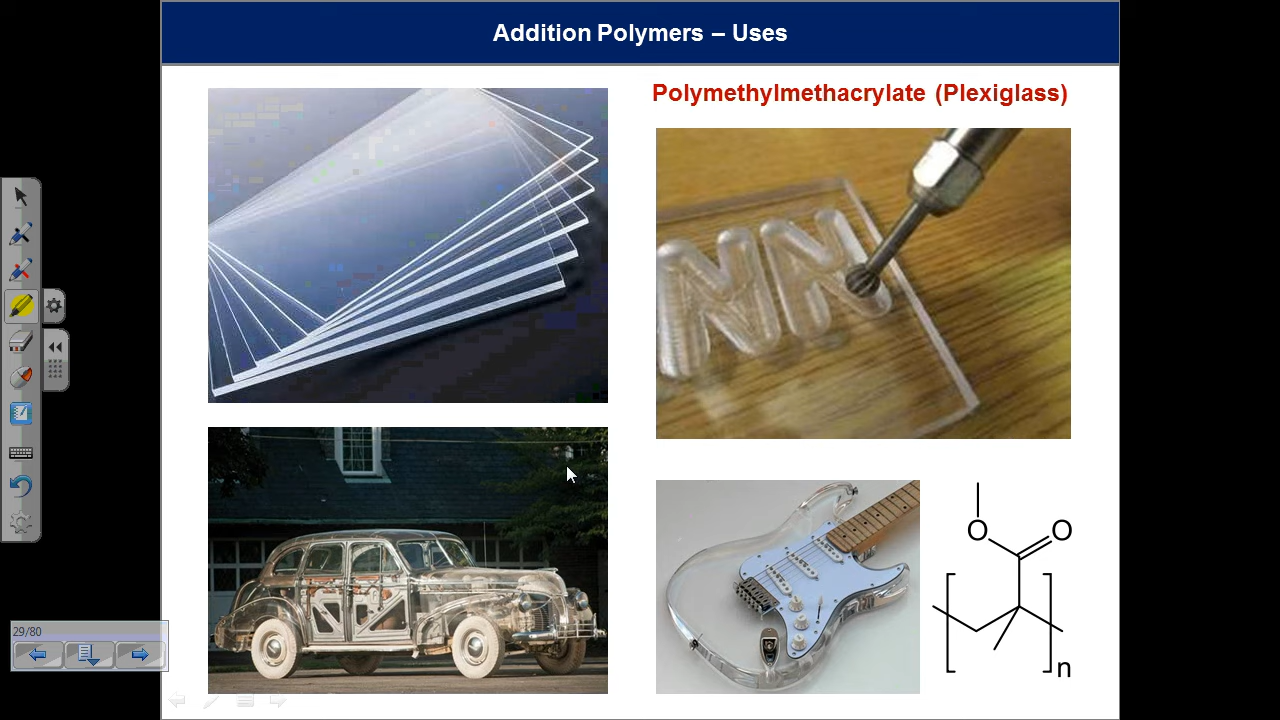 Addition Polymers – Uses
Polymethylmethacrylate (Plexiglass)
O
O
n
29/80